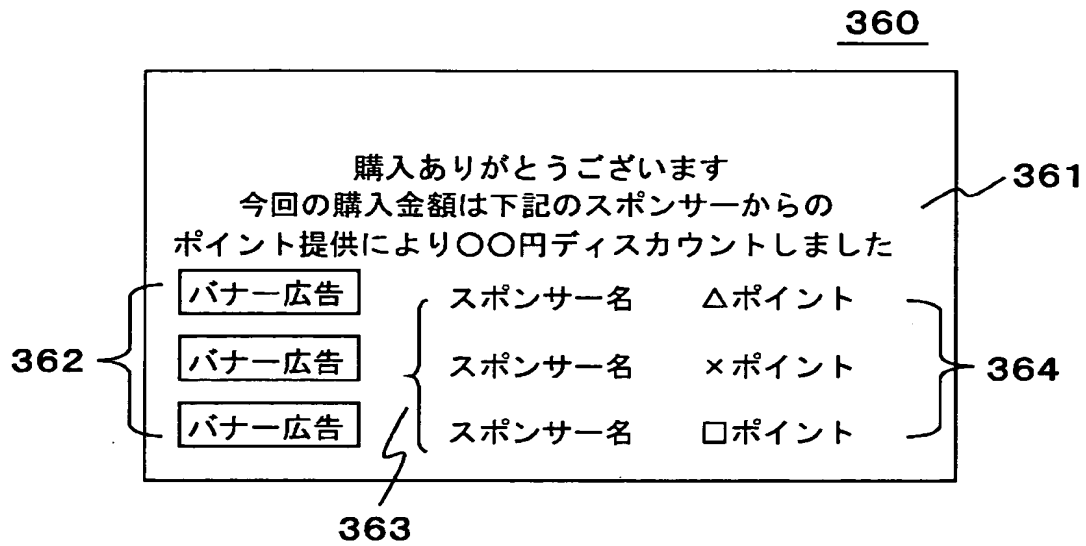 360
購入ありがとうございます
今回の購入金額は下記のスポンサーからの
ポイント提供により〇〇円ディスカウントしました
361
バナー広告 スポンサー名 △ポイント
バナー広告 スポンサー名 ×ポイント
バナー広告 スポンサー名 □ポイント
362
364
363